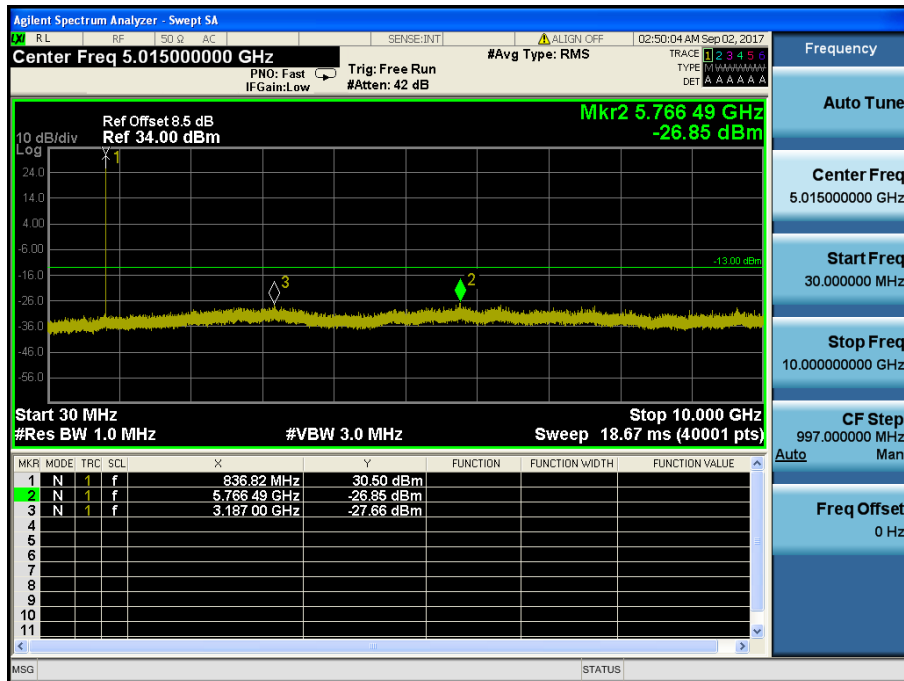 Agilent Spectrum Analyzer - Swept SA
LXI RL RF 50 Ω AC SENSE:INT ALIGN OFF 02:50:04 AM Sep 02, 2017
Center Freq 5.015000000 GHz #Avg Type: RMS TRACE 1 2 3 4 5 6
PNO: Fast Trig: Free Run TYPE M WWWWW
IFGain:Low #Atten: 42 dB DET A A A A A A
Frequency
Auto Tune
Center Freq
5.015000000 GHz
Start Freq
30.000000 MHz
Stop Freq
10.000000000 GHz
CF Step
997.000000 MHz
Auto Man
Freq Offset
0 Hz
Mkr2 5.766 49 GHz
-26.85 dBm
Ref Offset 8.5 dB
10 dB/div Ref 34.00 dBm
Log
1
24.0
14.0
4.00
-6.00
-13.00 dBm
-16.0
3
2
-26.0
-36.0
-46.0
-56.0
Start 30 MHz Stop 10.000 GHz
#Res BW 1.0 MHz #VBW 3.0 MHz Sweep 18.67 ms (40001 pts)
MKR MODE TRC SCL X Y FUNCTION FUNCTION WIDTH FUNCTION VALUE
1 N 1 f 836.82 MHz 30.50 dBm
2 N 1 f 5.766 49 GHz -26.85 dBm
3 N 1 f 3.187 00 GHz -27.66 dBm
4
5
6
7
8
9
10
11
MSG STATUS